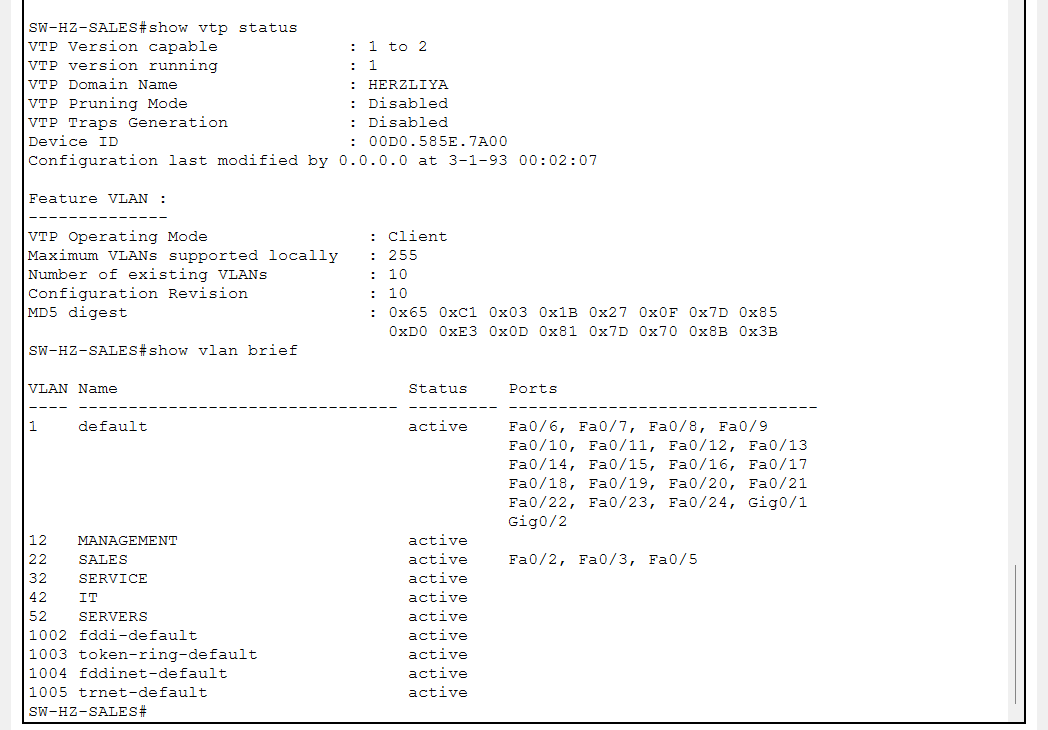 SW-HZ-SALES#show vtp status
VTP Version capable : 1 to 2
VTP version running : 1
VTP Domain Name : HERZLIYA
VTP Pruning Mode : Disabled
VTP Traps Generation : Disabled
Device ID : 00D0.585E.7A00
Configuration last modified by 0.0.0.0 at 3-1-93 00:02:07
Feature VLAN :
--------------
VTP Operating Mode : Client
Maximum VLANs supported locally : 255
Number of existing VLANs : 10
Configuration Revision : 10
MD5 digest : 0x65 0xC1 0x03 0x1B 0x27 0x0F 0x7D 0x85
0xD0 0xE3 0x0D 0x81 0x7D 0x70 0x8B 0x3B
SW-HZ-SALES#show vlan brief
VLAN Name Status Ports
---- -------------------------------- --------- -------------------------------
1 default active Fa0/6, Fa0/7, Fa0/8, Fa0/9
Fa0/10, Fa0/11, Fa0/12, Fa0/13
Fa0/14, Fa0/15, Fa0/16, Fa0/17
Fa0/18, Fa0/19, Fa0/20, Fa0/21
Fa0/22, Fa0/23, Fa0/24, Gig0/1
Gig0/2
12 MANAGEMENT active
22 SALES active Fa0/2, Fa0/3, Fa0/5
32 SERVICE active
42 IT active
52 SERVERS active
1002 fddi-default active
1003 token-ring-default active
1004 fddinet-default active
1005 trnet-default active
SW-HZ-SALES#